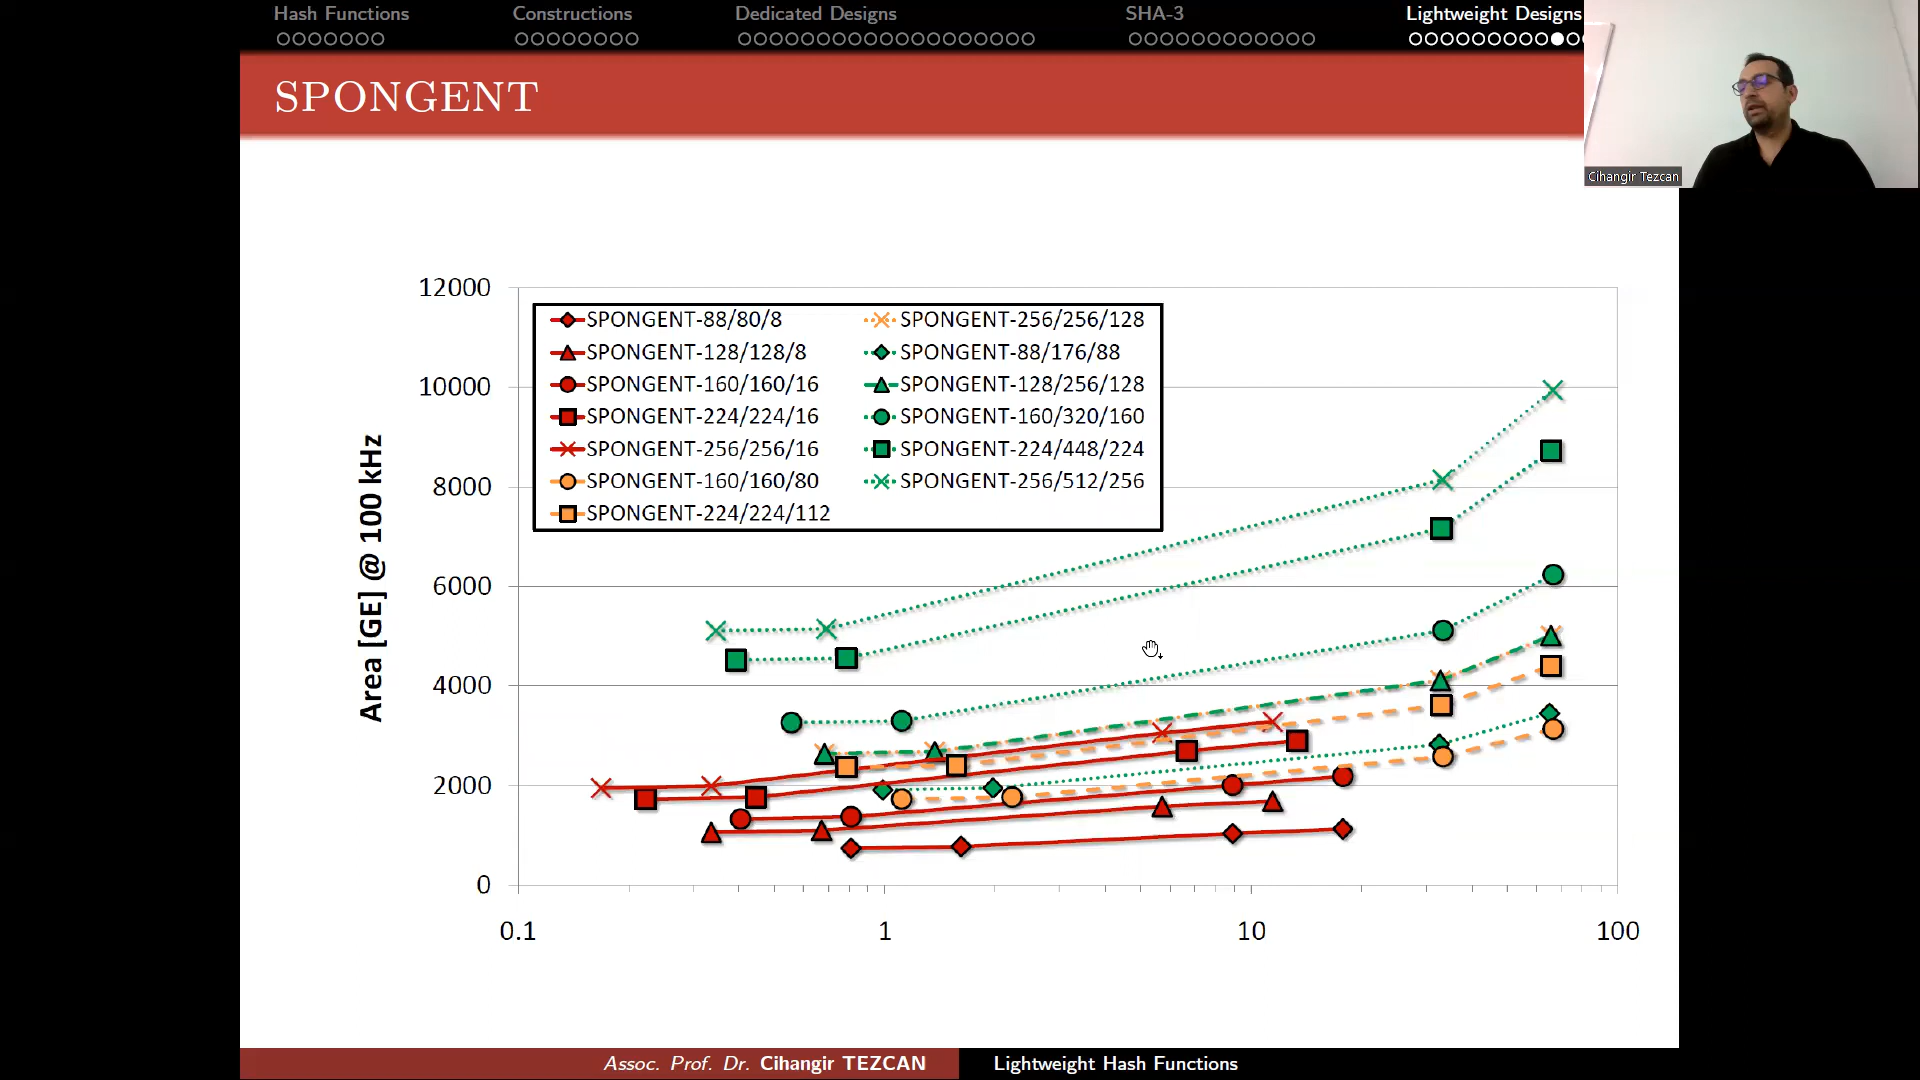 Hash Functions
Constructions
Dedicated Designs
SHA-3
Lightweight Designs
SPONGENT
Cihangir Tezcan
12000
10000
8000
6000
4000
2000
0
Area [GE] @ 100 kHz
SPONGENT-88/80/8
SPONGENT-128/128/8
SPONGENT-160/160/16
SPONGENT-224/224/16
SPONGENT-256/256/16
SPONGENT-160/160/80
SPONGENT-224/224/112
SPONGENT-256/256/128
SPONGENT-88/176/88
SPONGENT-128/256/128
SPONGENT-160/320/160
SPONGENT-224/448/224
SPONGENT-256/512/256
0.1
1
10
100
Assoc. Prof. Dr. Cihangir TEZCAN
Lightweight Hash Functions